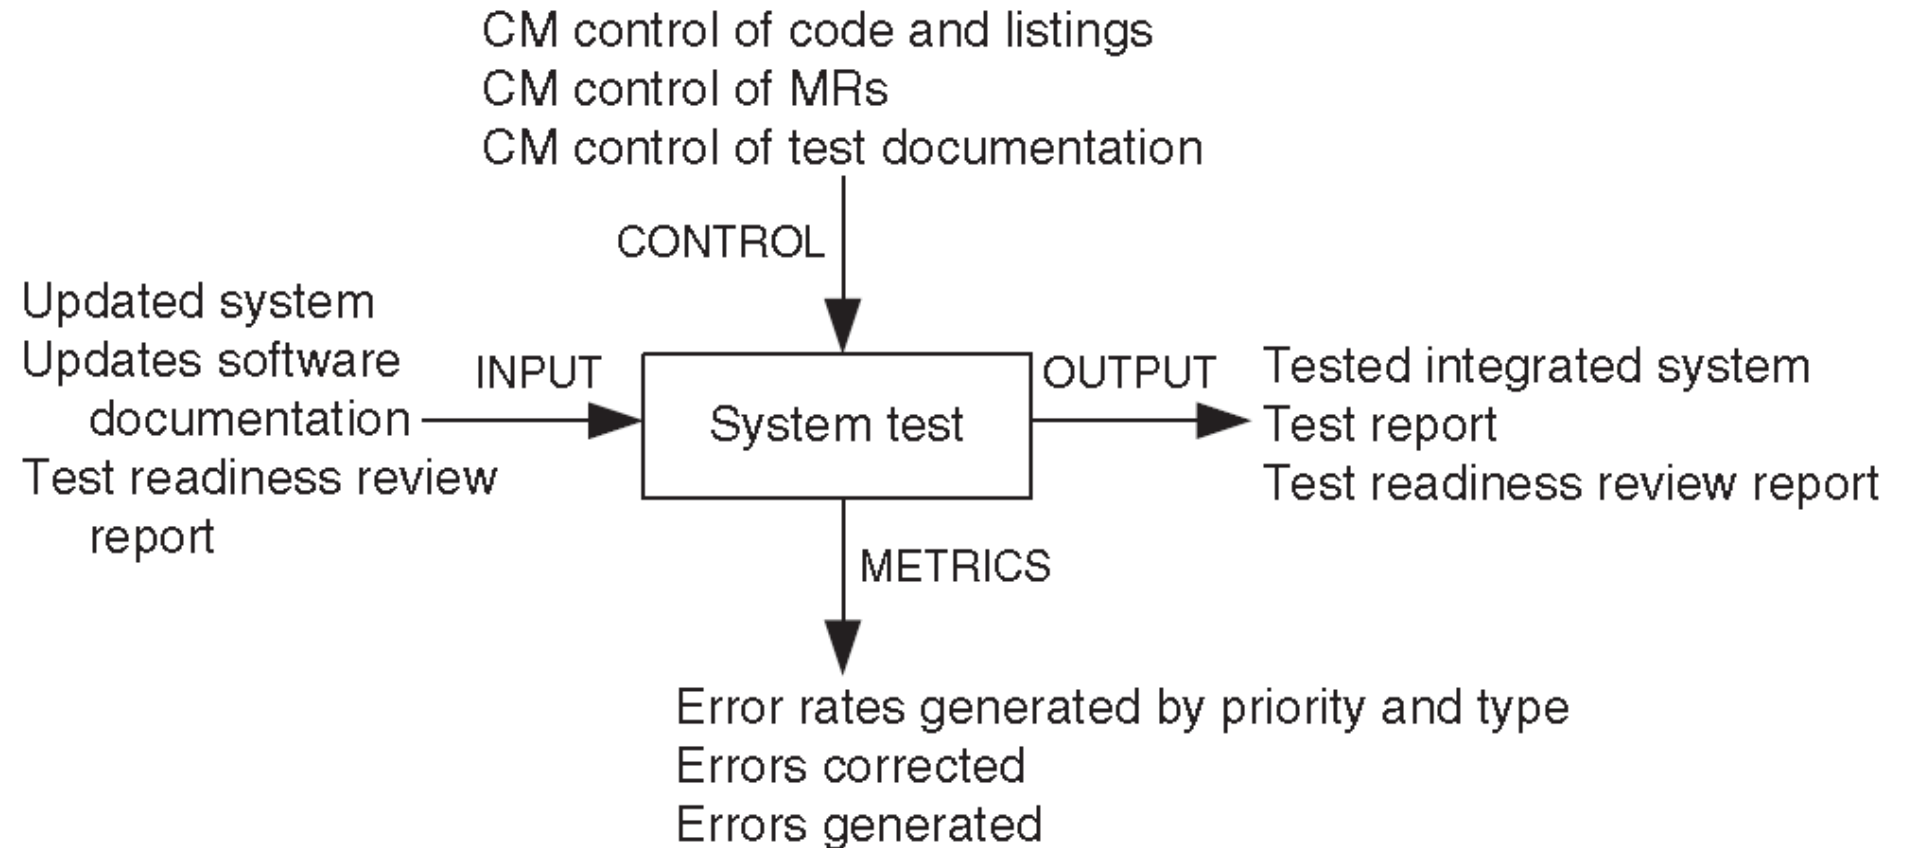 CM control of code and listings
CM control of MRs
CM control of test documentation
CONTROL
Updated system
Updates software
documentation
Test readiness review
report
INPUT
System test
OUTPUT
Tested integrated system
Test report
Test readiness review report
METRICS
Error rates generated by priority and type
Errors corrected
Errors generated